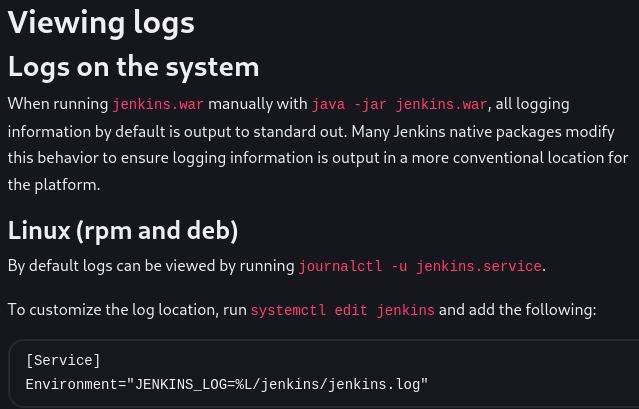 Viewing logs
Logs on the system
When running jenkins.war manually with java -jar jenkins.war, all logging
information by default is output to standard out. Many Jenkins native packages modify
this behavior to ensure logging information is output in a more conventional location for
the platform.
Linux (rpm and deb)
By default logs can be viewed by running journalctl -u jenkins.service.
To customize the log location, run systemctl edit jenkins and add the following:
[Service]
Environment="JENKINS_LOG=%L/jenkins/jenkins.log"